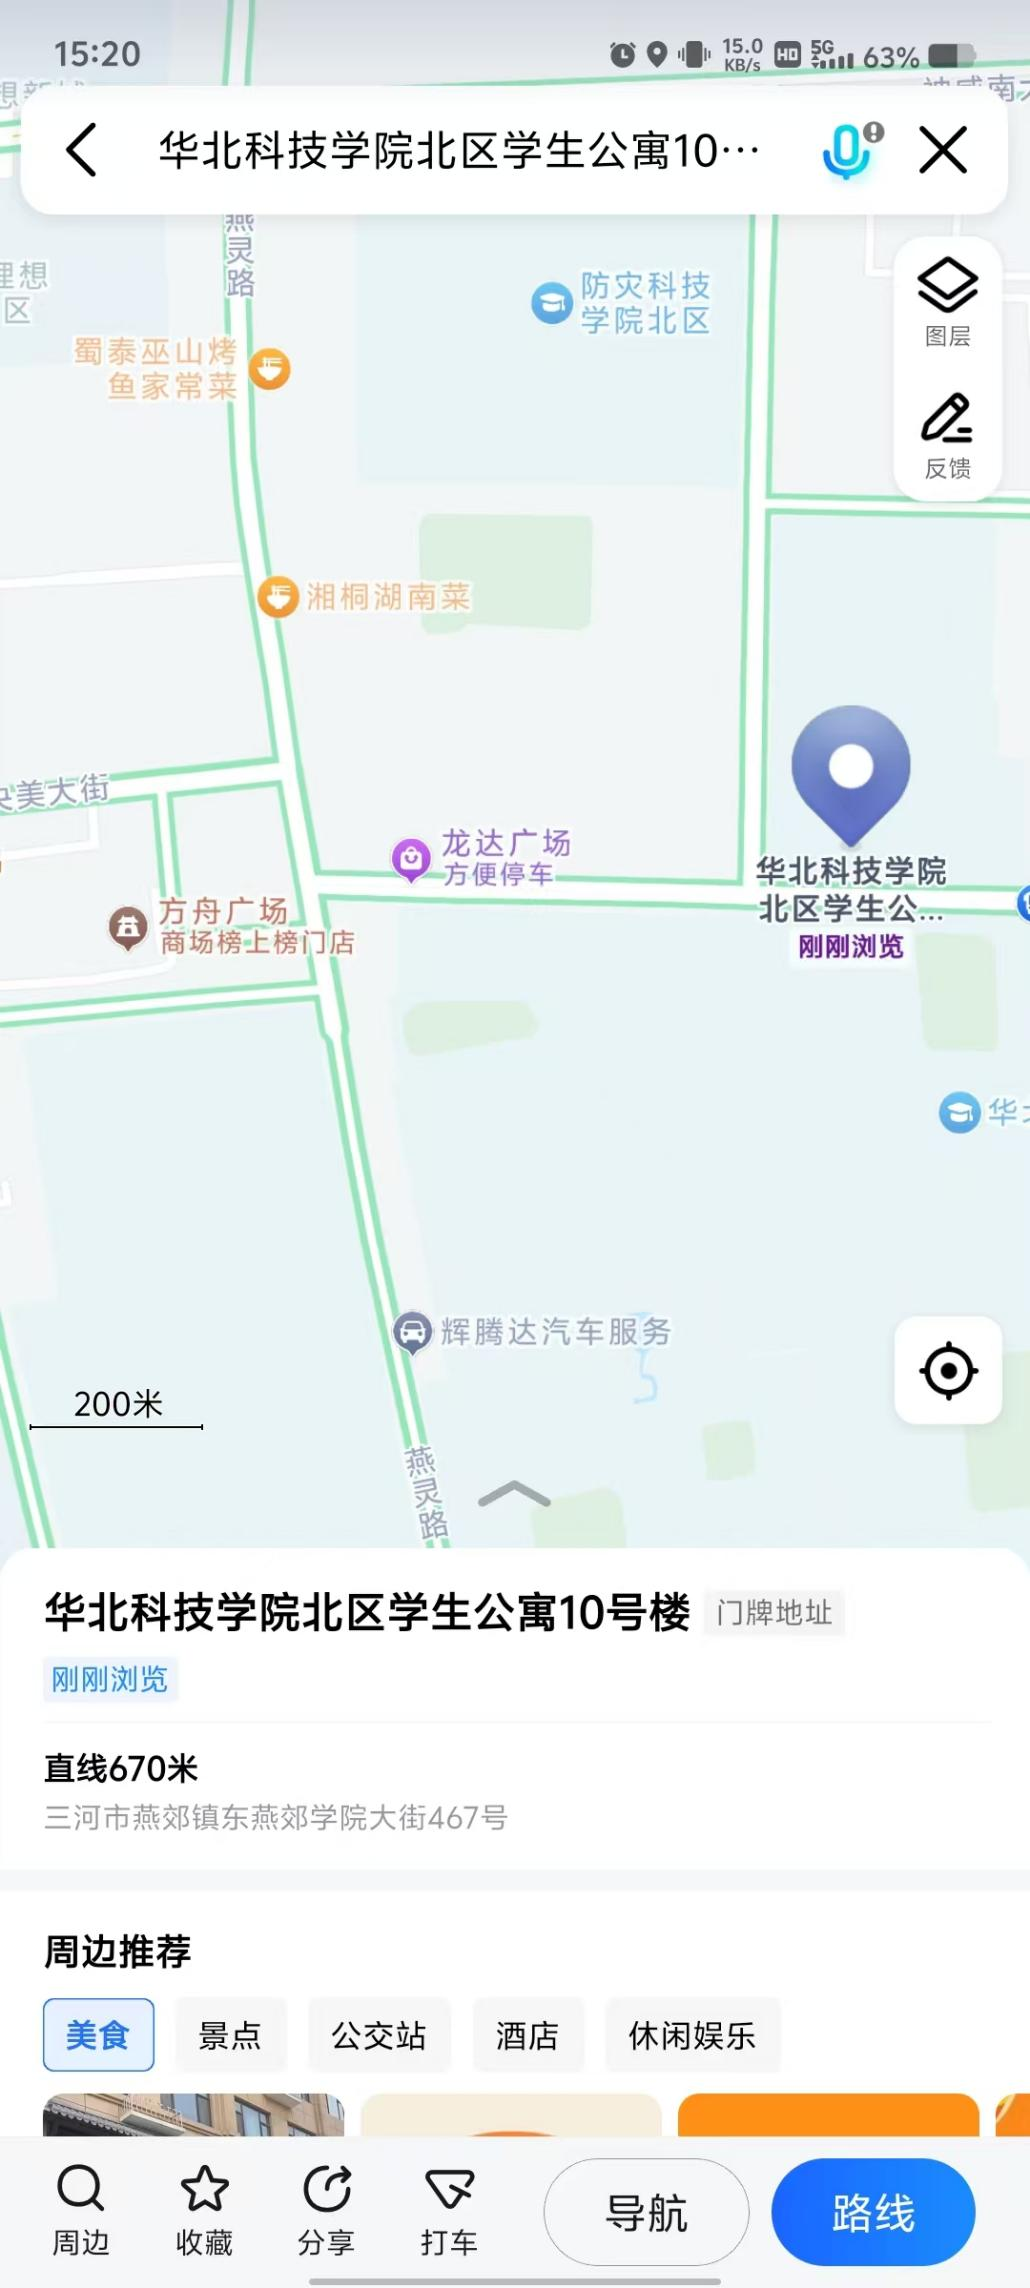 15:20
15.0
KB/s
HD
5G
63%
华北科技学院北区学生公寓10…
燕灵路
理想
区
防灾科技
学院北区
图层
蜀泰巫山烤
鱼家常菜
反馈
湘桐湖南菜
央美大街
龙达广场
方便停车
华北科技学院
北区学生公...
刚刚浏览
方舟广场
商场榜上榜门店
华北
辉腾达汽车服务
200米
燕灵路
华北科技学院北区学生公寓10号楼
门牌地址
刚刚浏览
直线670米
三河市燕郊镇东燕郊学院大街467号
周边推荐
美食
景点
公交站
酒店
休闲娱乐
周边
收藏
分享
打车
导航
路线